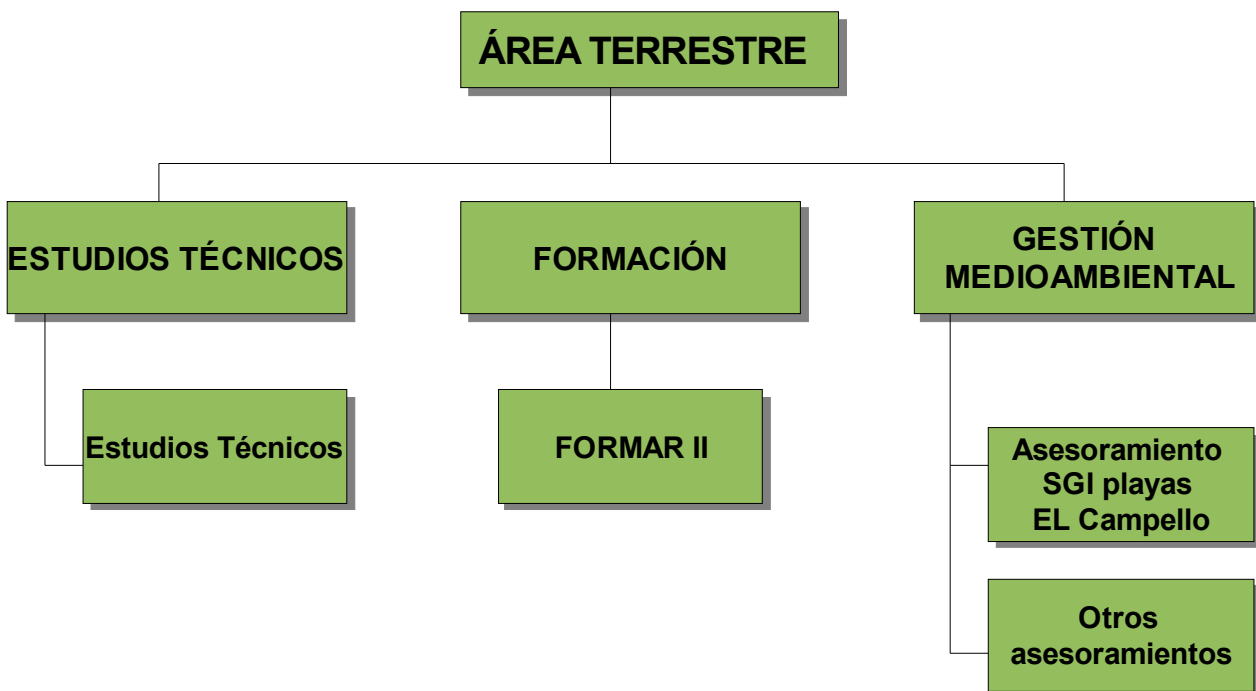 ÁREA TERRESTRE
ESTUDIOS TÉCNICOS
FORMACIÓN
GESTIÓN
MEDIOAMBIENTAL
Estudios Técnicos
FORMAR II
Asesoramiento
SGI playas
EL Campello
Otros
asesoramientos